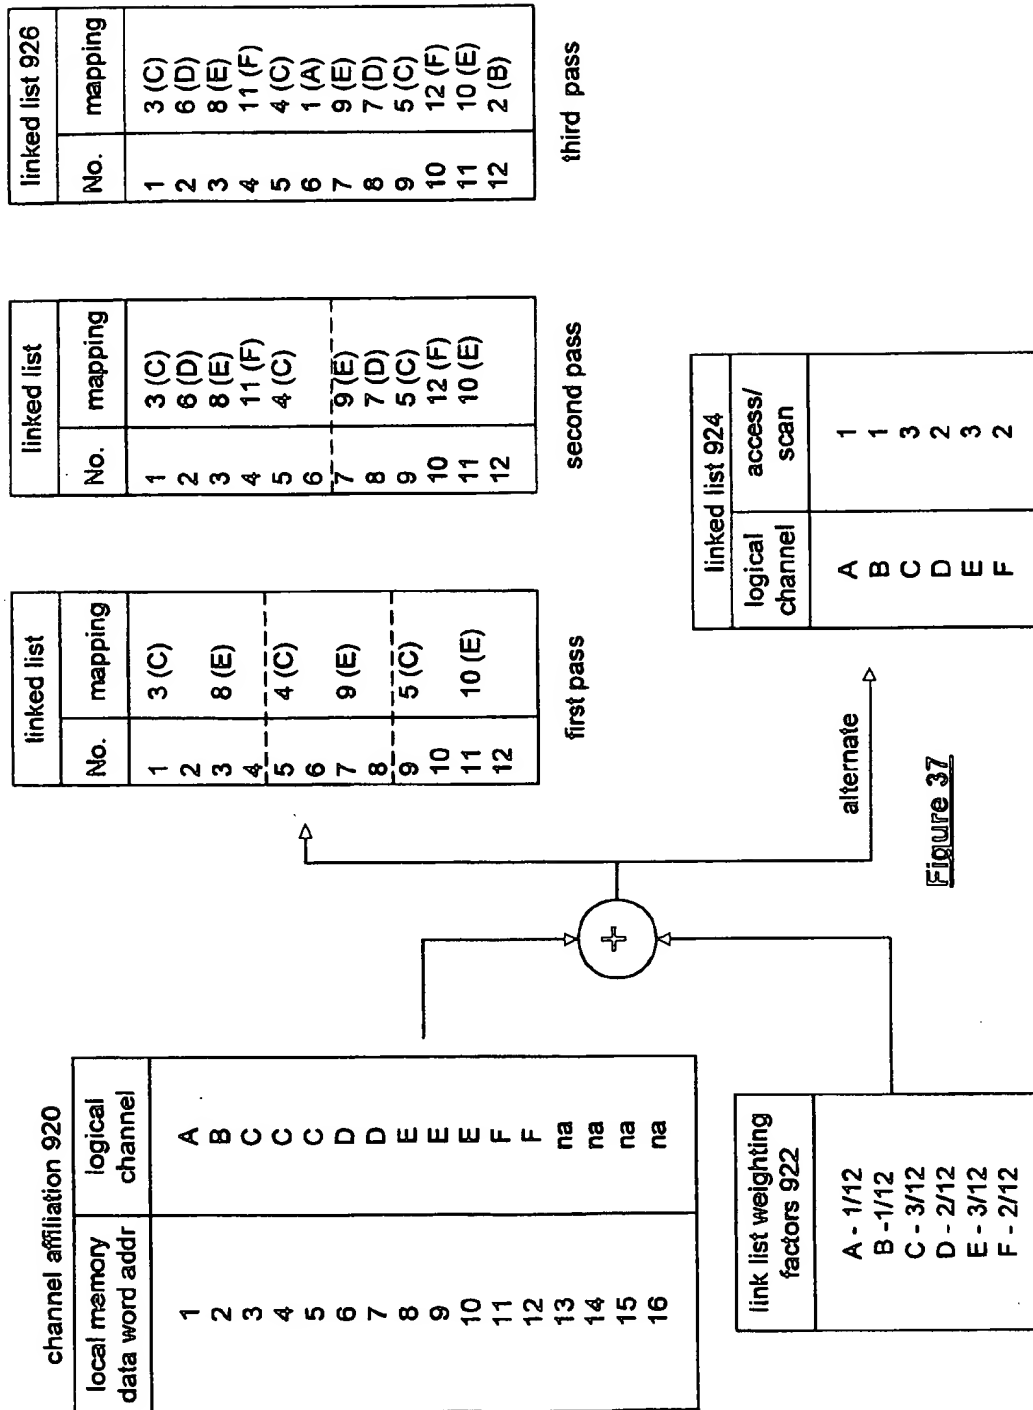 channel affiliation 920
local memory data word addr | logical channel
1 A
2 B
3 C
4 C
5 C
6 D
7 D
8 E
9 E
10 E
11 F
12 F
13 na
14 na
15 na
16 na
link list weighting factors 922
A - 1/12
B -1/12
C - 3/12
D - 2/12
E - 3/12
F - 2/12
+
linked list
No. mapping
1 3 (C)
2
3 8 (E)
4
5 4 (C)
6
7 9 (E)
8
9 5 (C)
10
11 10 (E)
12
first pass
linked list
No. mapping
1 3 (C)
2 6 (D)
3 8 (E)
4 11 (F)
5 4 (C)
6
7 9 (E)
8 7 (D)
9 5 (C)
10 12 (F)
11 10 (E)
12
second pass
linked list 926
No. mapping
1 3 (C)
2 6 (D)
3 8 (E)
4 11 (F)
5 4 (C)
6 1 (A)
7 9 (E)
8 7 (D)
9 5 (C)
10 12 (F)
11 10 (E)
12 2 (B)
third pass
alternate
linked list 924
logical channel | access/ scan
A 1
B 1
C 3
D 2
E 3
F 2
Figure 37